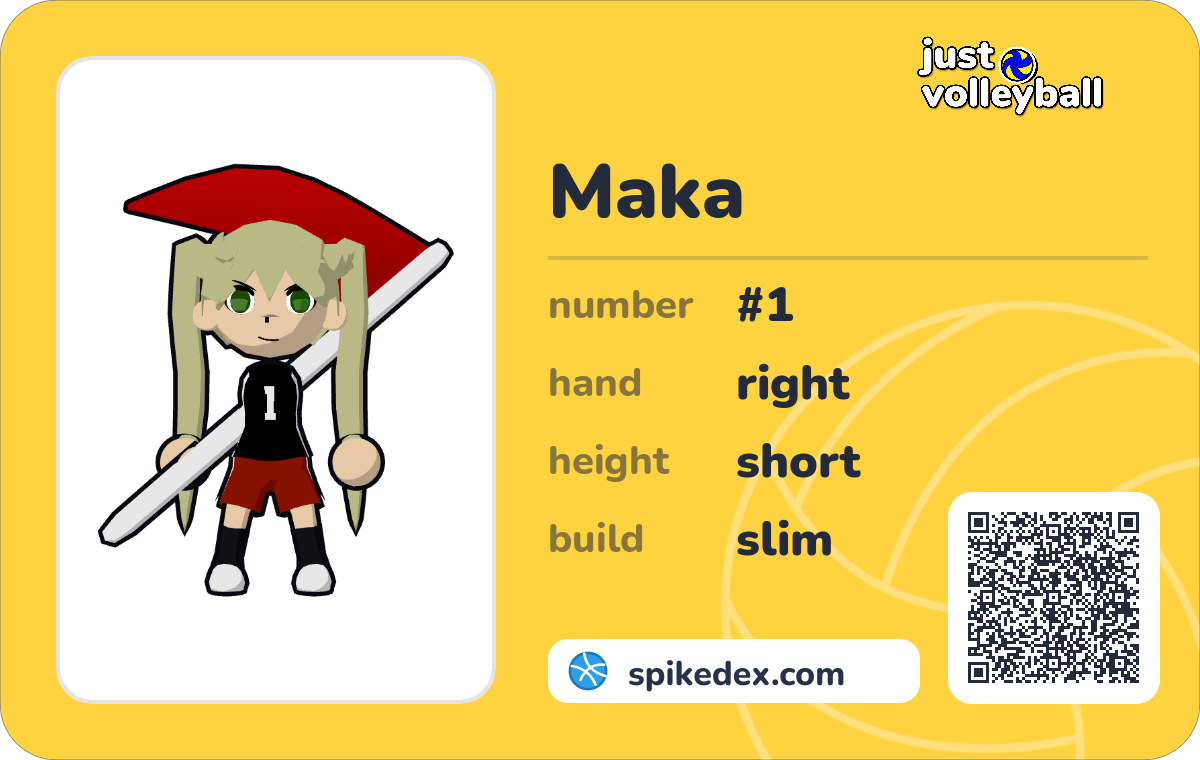 just
volleyball
Maka
number #1
hand right
height short
build slim
1
spikedex.com